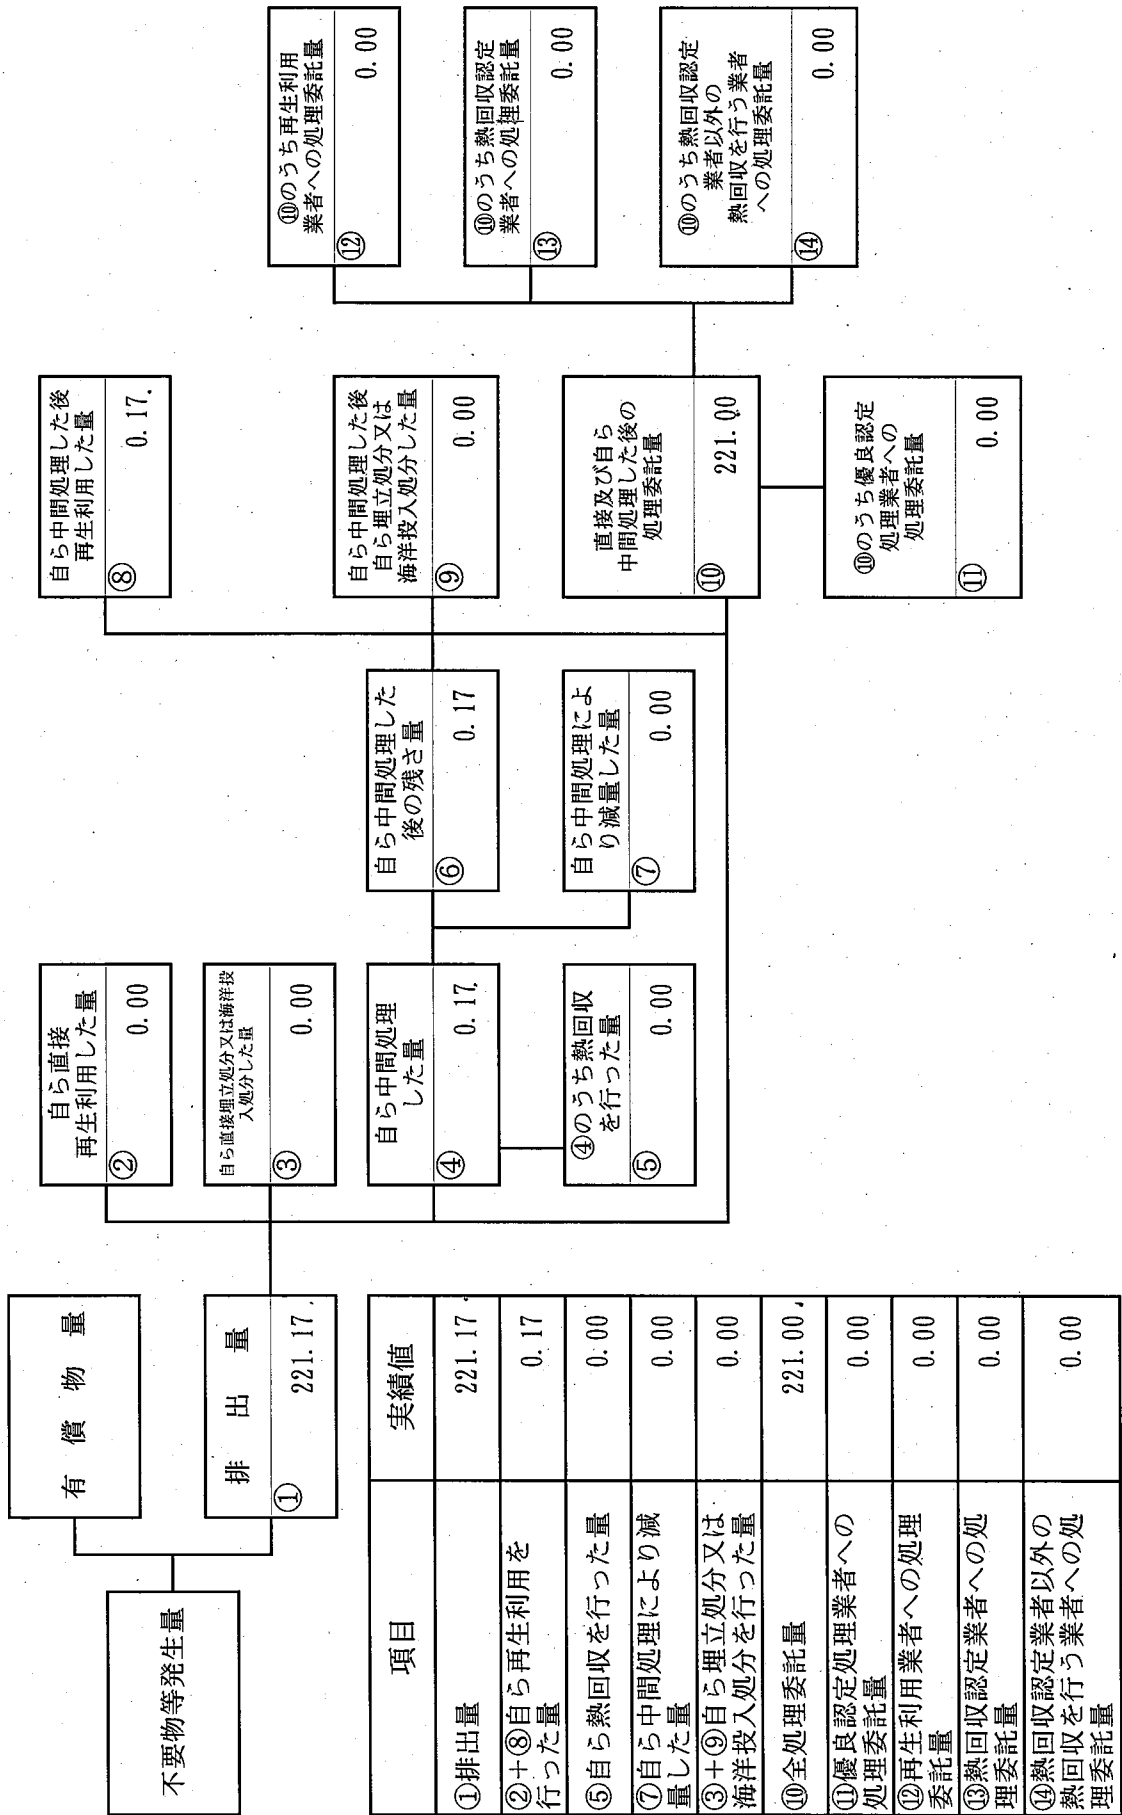 不要物等発生量
有償物量
排出量
① 221.17
自ら直接
再生利用した量
② 0.00
自ら直接埋立処分又は海洋投
入処分した量
③ 0.00
自ら中間処理
した量
④ 0.17
④のうち熱回収
を行った量
⑤ 0.00
自ら中間処理した
後の残さ量
⑥ 0.17
自ら中間処理によ
り減量した量
⑦ 0.00
自ら中間処理した後
再生利用した量
⑧ 0.17
自ら中間処理した後
自ら埋立処分又は
海洋投入処分した量
⑨ 0.00
直接及び自ら
中間処理した後の
処理委託量
⑩ 221.00
⑩のうち優良認定
処理業者への
処理委託量
⑪ 0.00
⑩のうち再生利用
業者への処理委託量
⑫ 0.00
⑩のうち熱回収認定
業者への処理委託量
⑬ 0.00
⑩のうち熱回収認定
業者以外の
熱回収を行う業者
への処理委託量
⑭ 0.00
項目 実績値
①排出量 221.17
②+⑧自ら再生利用を
行った量 0.17
⑤自ら熱回収を行った量 0.00
⑦自ら中間処理により減
量した量 0.00
③+⑨自ら埋立処分又は
海洋投入処分を行った量 0.00
⑩全処理委託量 221.00
⑪優良認定処理業者への
処理委託量 0.00
⑫再生利用業者への処理
委託量 0.00
⑬熱回収認定業者への処
理委託量 0.00
⑭熱回収認定業者以外の
熱回収を行う業者への処
理委託量 0.00